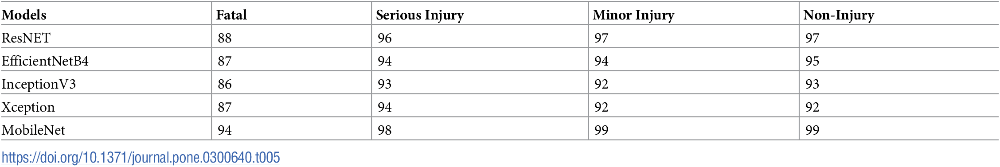 Models Fatal Serious Injury Minor Injury Non-Injury
ResNET 88 96 97 97
EfficientNetB4 87 94 94 95
InceptionV3 86 93 92 93
Xception 87 94 92 92
MobileNet 94 98 99 99
https://doi.org/10.1371/journal.pone.0300640.t005